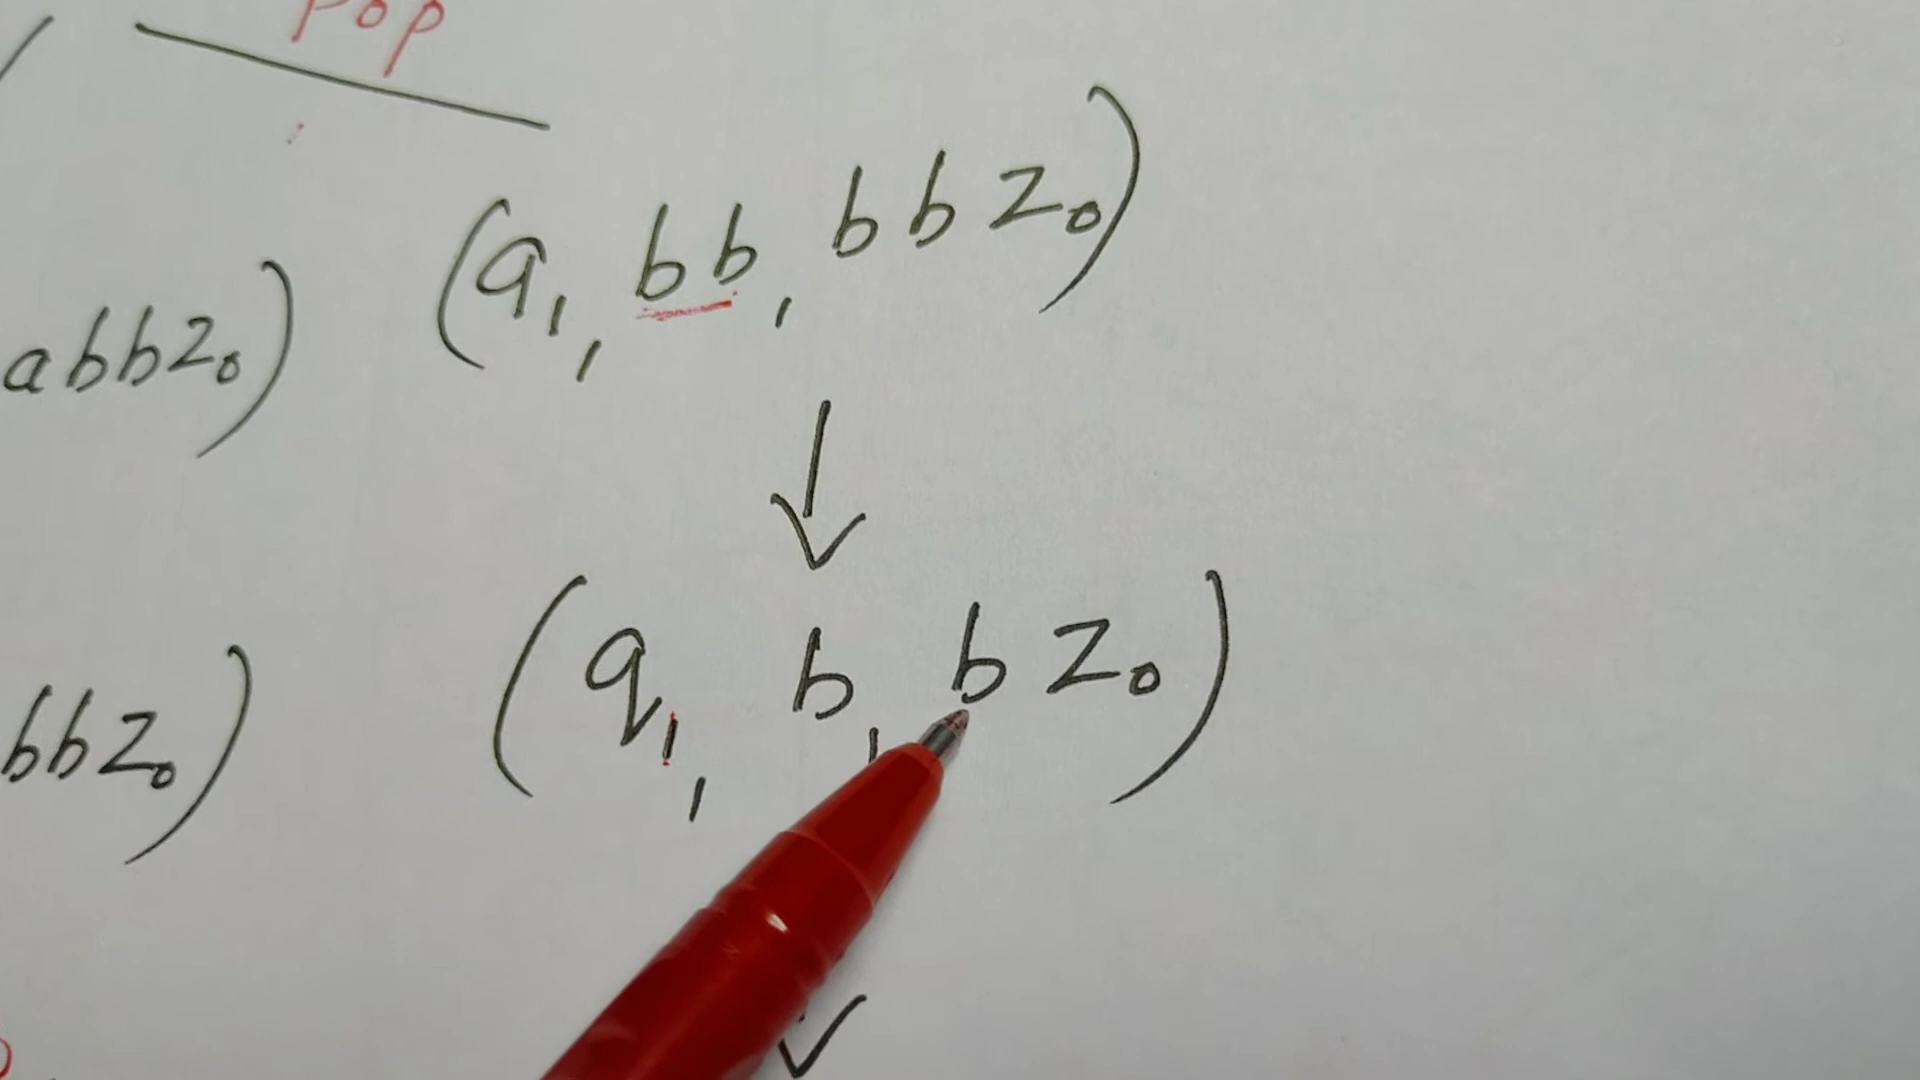 pop
(q₁, bb, bbz₀)
abbz₀)
(q₁, b, bz₀)
bbz₀)